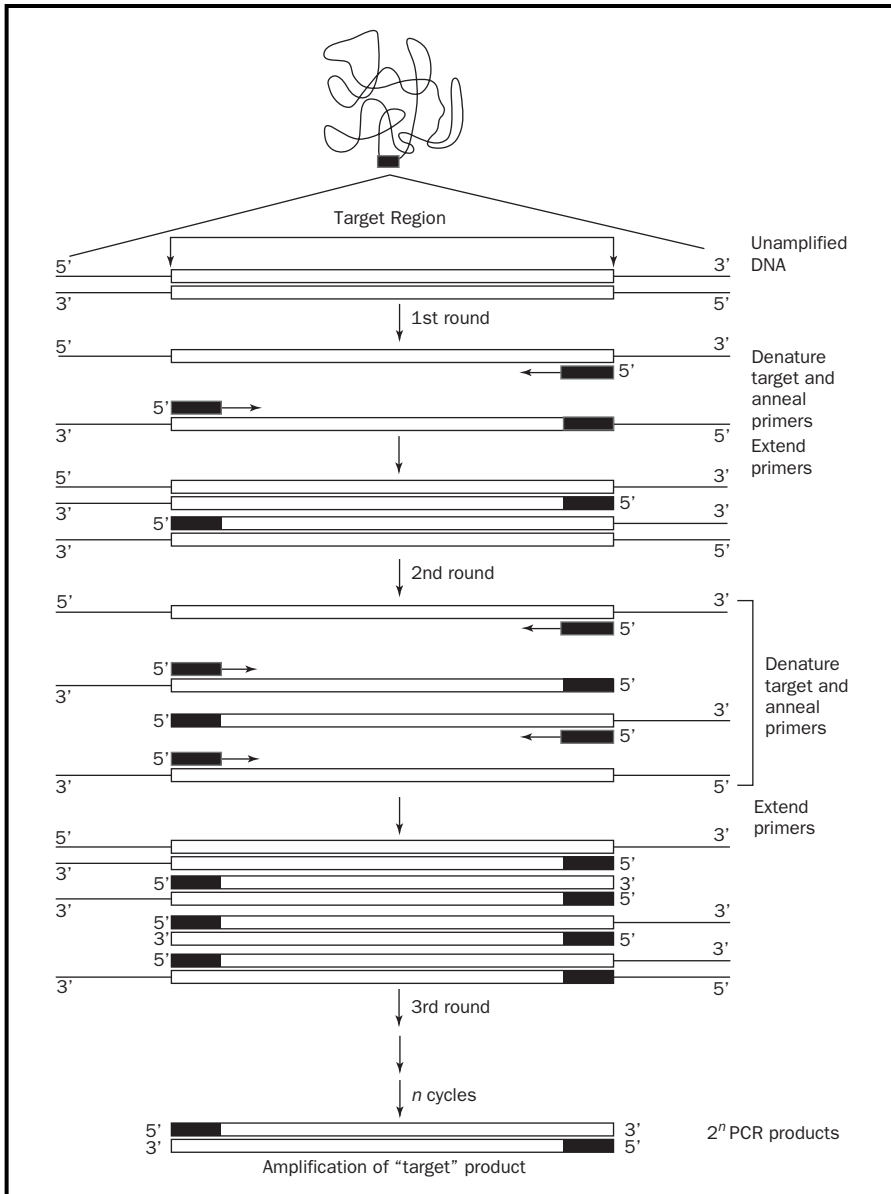 Target Region
Unamplified
DNA
5’ 3’
3’ 5’
1st round
5’ 3’
5’
Denature
target and
anneal
primers
5’
3’ 5’
Extend
primers
5’ 3’
3’ 5’
5’ 3’
3’ 5’
2nd round
5’ 3’
5’
5’
3’ 5’
5’ 3’
5’
5’
3’ 5’
Denature
target and
anneal
primers
Extend
primers
5’ 3’
3’ 5’
5’ 3’
3’ 5’
5’ 3’
3’ 5’
5’ 3’
3’ 5’
3rd round
n cycles
5’ 3’
3’ 5’
2ⁿ PCR products
Amplification of “target” product